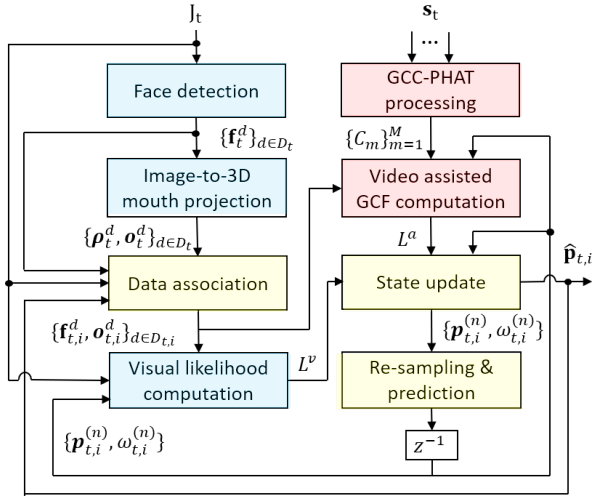 J_t
s_t
...
Face detection
GCC-PHAT
processing
{f_t^d}_{d∈D_t}
{C_m}_{m=1}^M
Image-to-3D
mouth projection
Video assisted
GCF computation
{ρ_t^d, o_t^d}_{d∈D_t}
L^a
p̂_{t,i}
Data association
State update
{f_{t,i}^d, o_{t,i}^d}_{d∈D_{t,i}}
{p_{t,i}^{(n)}, ω_{t,i}^{(n)}}
Visual likelihood
computation
L^v
Re-sampling &
prediction
{p_{t,i}^{(n)}, ω_{t,i}^{(n)}}
z^{-1}